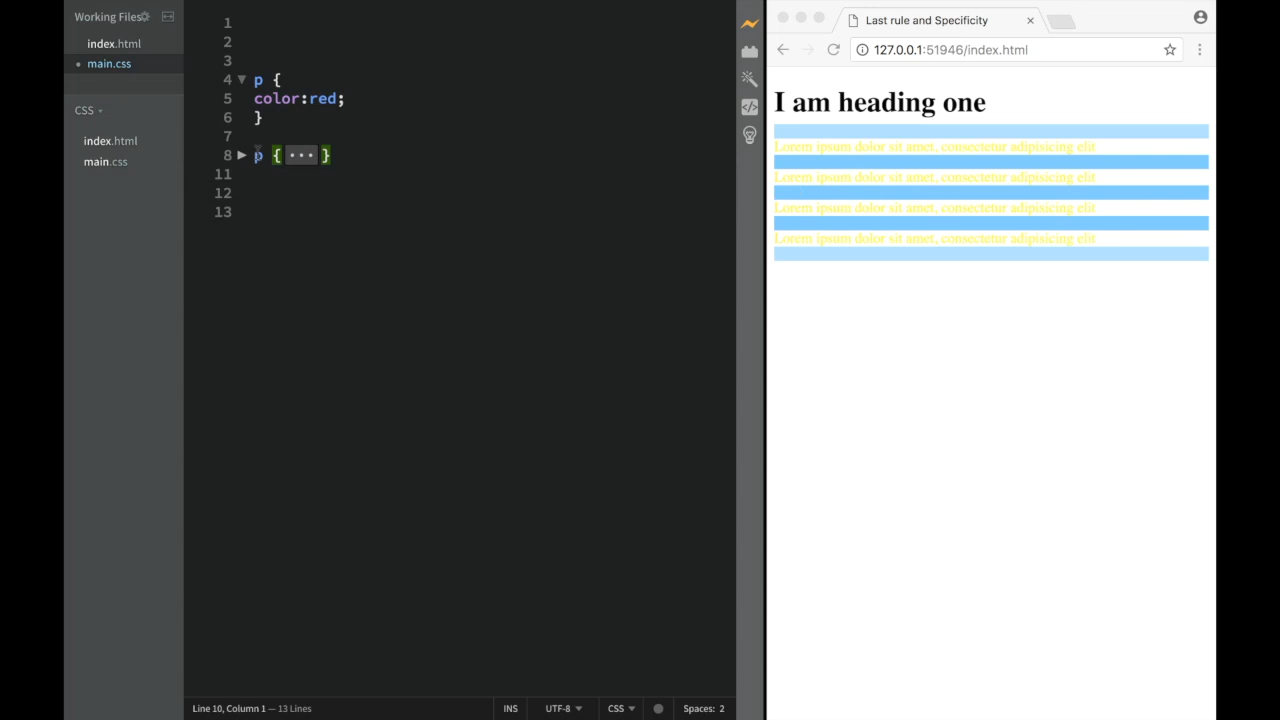 Working Files
index.html
main.css
CSS
index.html
main.css
1
2
3
4 p {
5 color:red;
6 }
7
8 p {...}
11
12
13
Line 10, Column 1 — 13 Lines
INS
UTF-8
CSS
Spaces: 2
Last rule and Specificity
127.0.0.1:51946/index.html
I am heading one
Lorem ipsum dolor sit amet, consectetur adipisicing elit
Lorem ipsum dolor sit amet, consectetur adipisicing elit
Lorem ipsum dolor sit amet, consectetur adipisicing elit
Lorem ipsum dolor sit amet, consectetur adipisicing elit